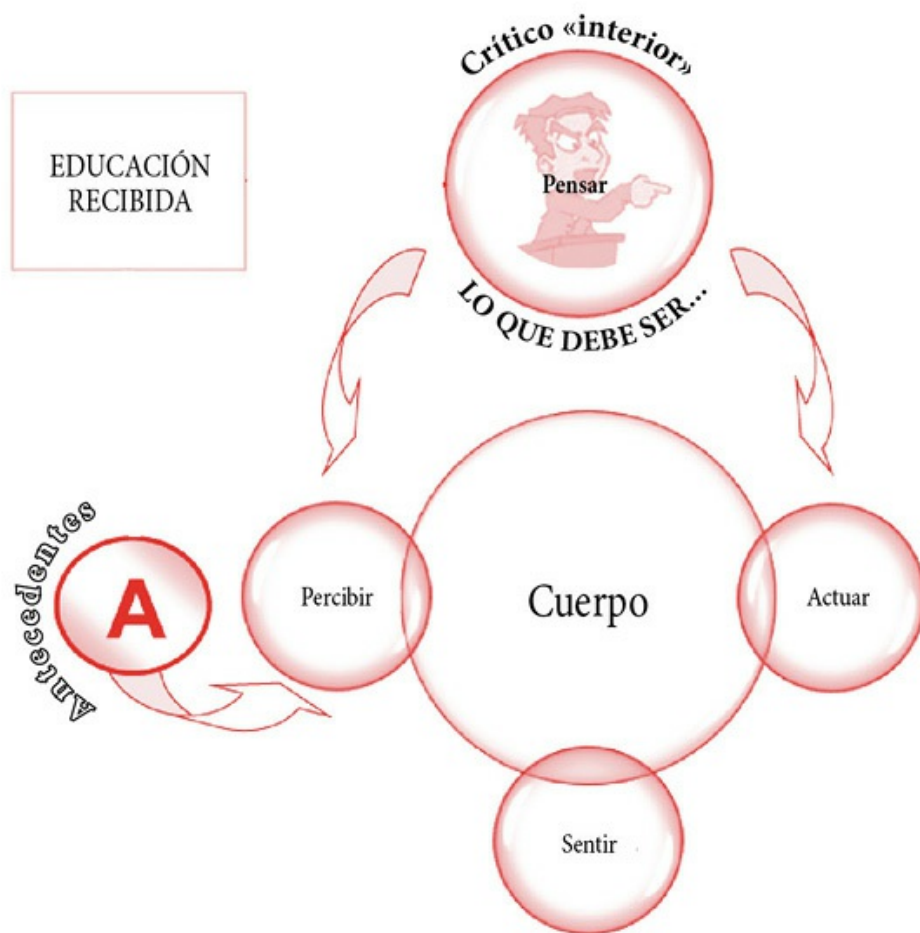 Crítico «interior»
EDUCACIÓN
RECIBIDA
Pensar
LO QUE DEBE SER...
Antecedentes
A
Percibir
Cuerpo
Actuar
Sentir